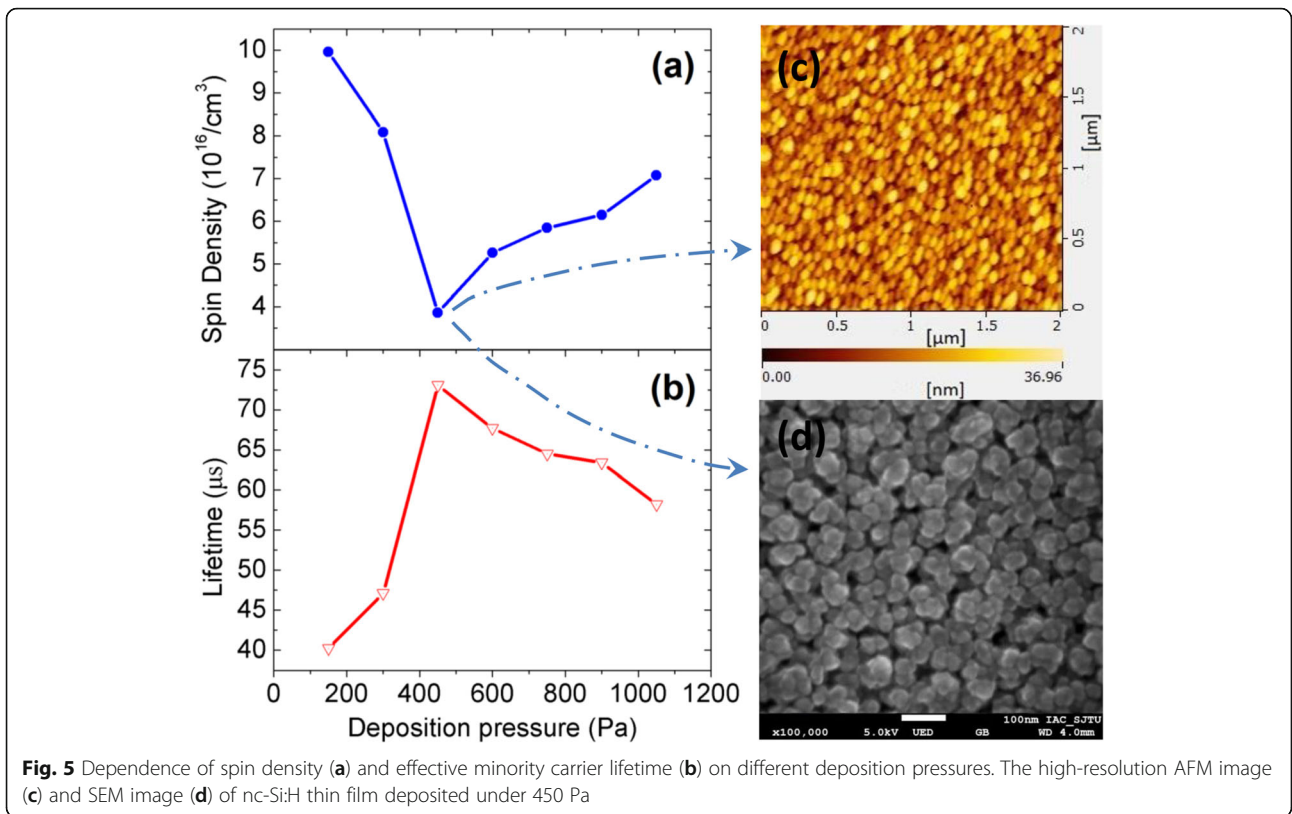 (a)
10
9
8
7
6
5
4
Spin Density (10¹⁶/cm³)
(b)
75
70
65
60
55
50
45
40
Lifetime (μs)
0 200 400 600 800 1000 1200
Deposition pressure (Pa)
(c)
2
1.5
1
0.5
0
[μm]
0 0.5 1 1.5 2
[μm]
0.00 36.96
[nm]
(d)
100nm IAC_SJTU
x100,000 5.0kV UED GB WD 4.0mm
Fig. 5 Dependence of spin density (a) and effective minority carrier lifetime (b) on different deposition pressures. The high-resolution AFM image
(c) and SEM image (d) of nc-Si:H thin film deposited under 450 Pa